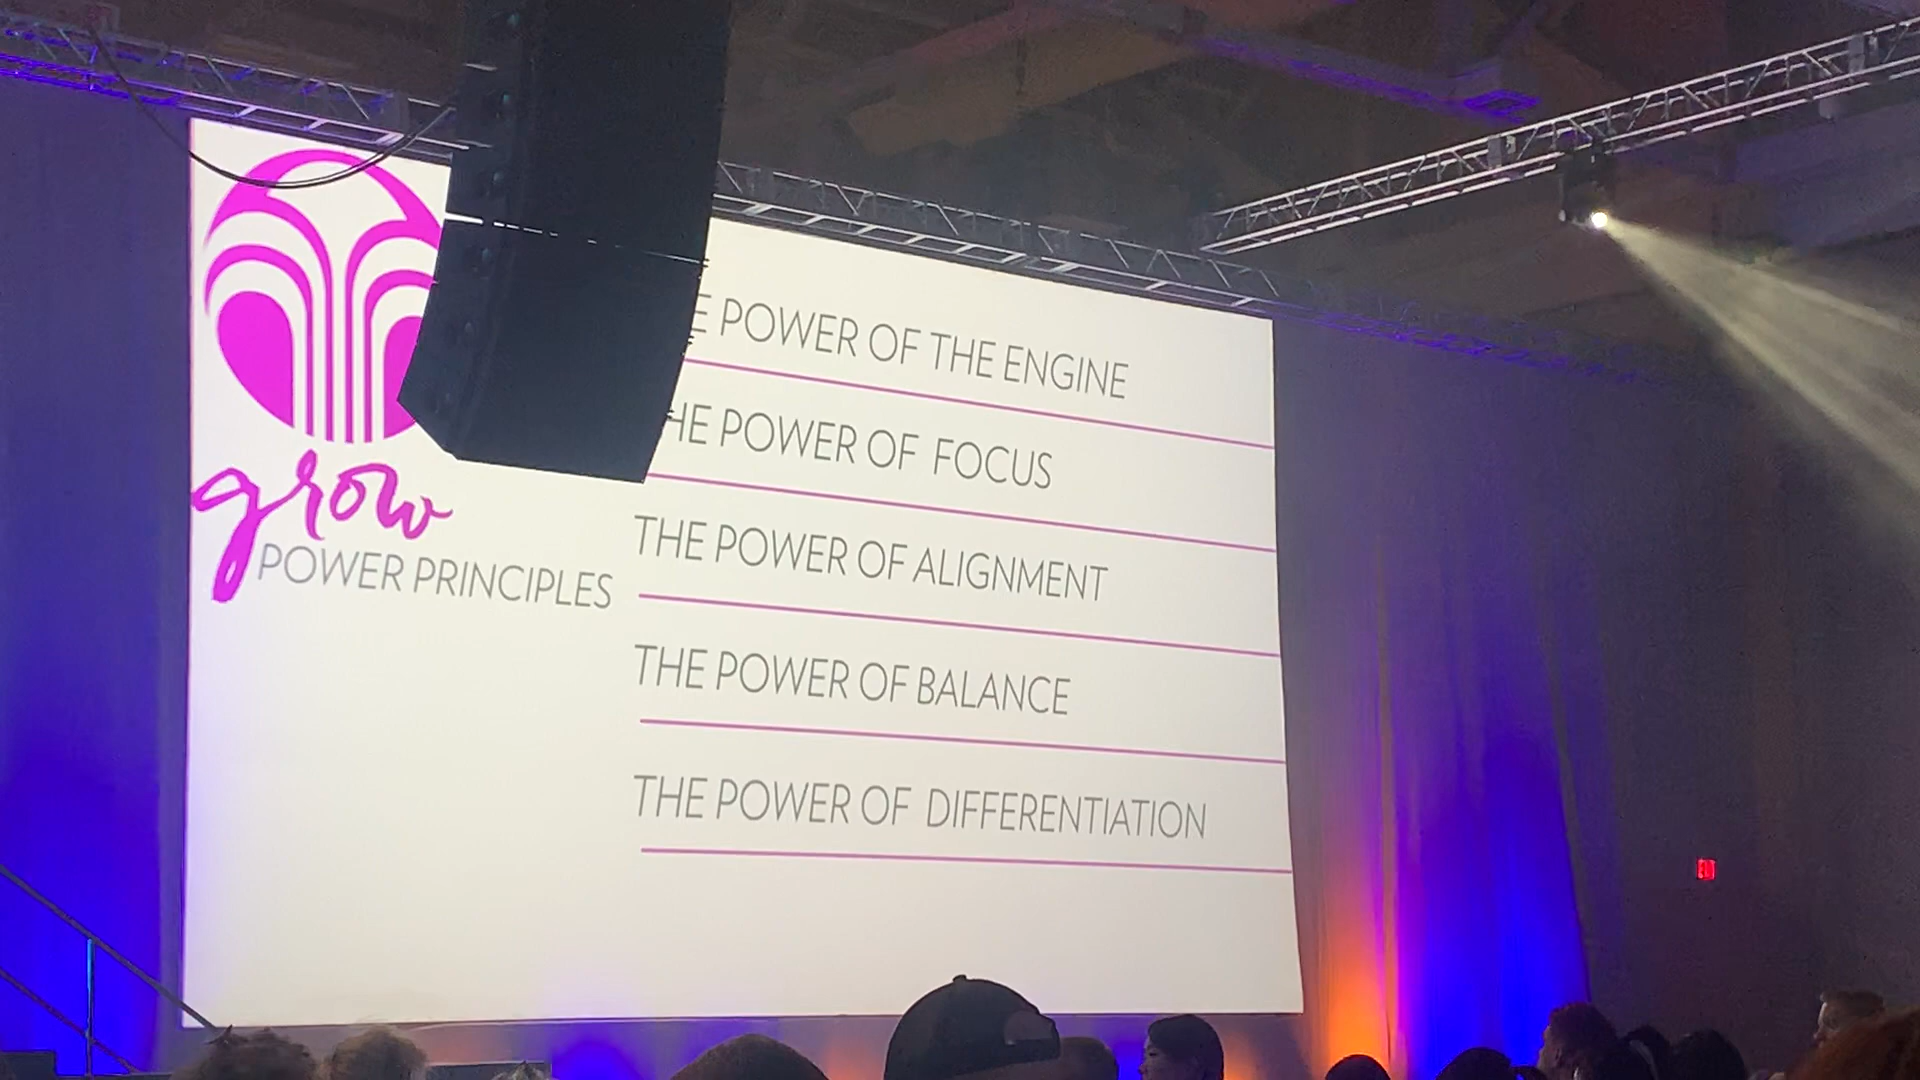 grow
POWER PRINCIPLES
E POWER OF THE ENGINE
HE POWER OF FOCUS
THE POWER OF ALIGNMENT
THE POWER OF BALANCE
THE POWER OF DIFFERENTIATION